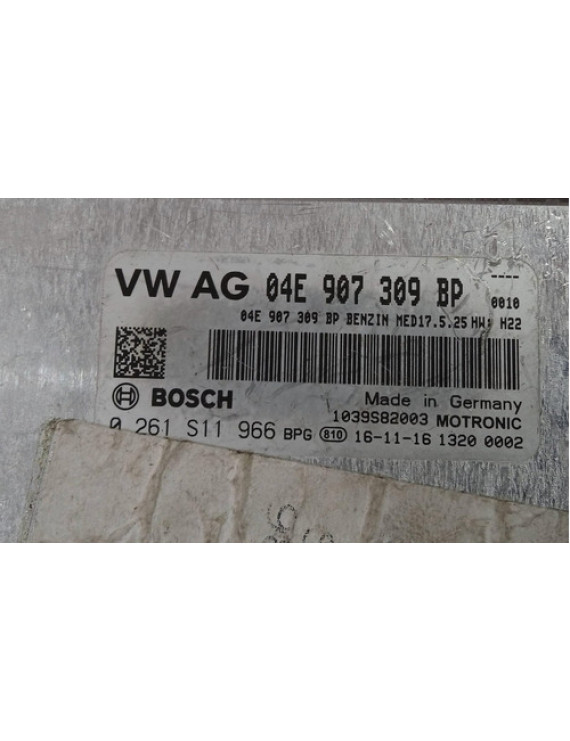 VW AG 04E 907 309 BP ---- 0010
04E 907 309 BP BENZIN MED17.5.25 HW: H22
BOSCH Made in Germany
1039S82003 MOTRONIC
0 261 S11 966 BPG 810 16-11-16 1320 0002